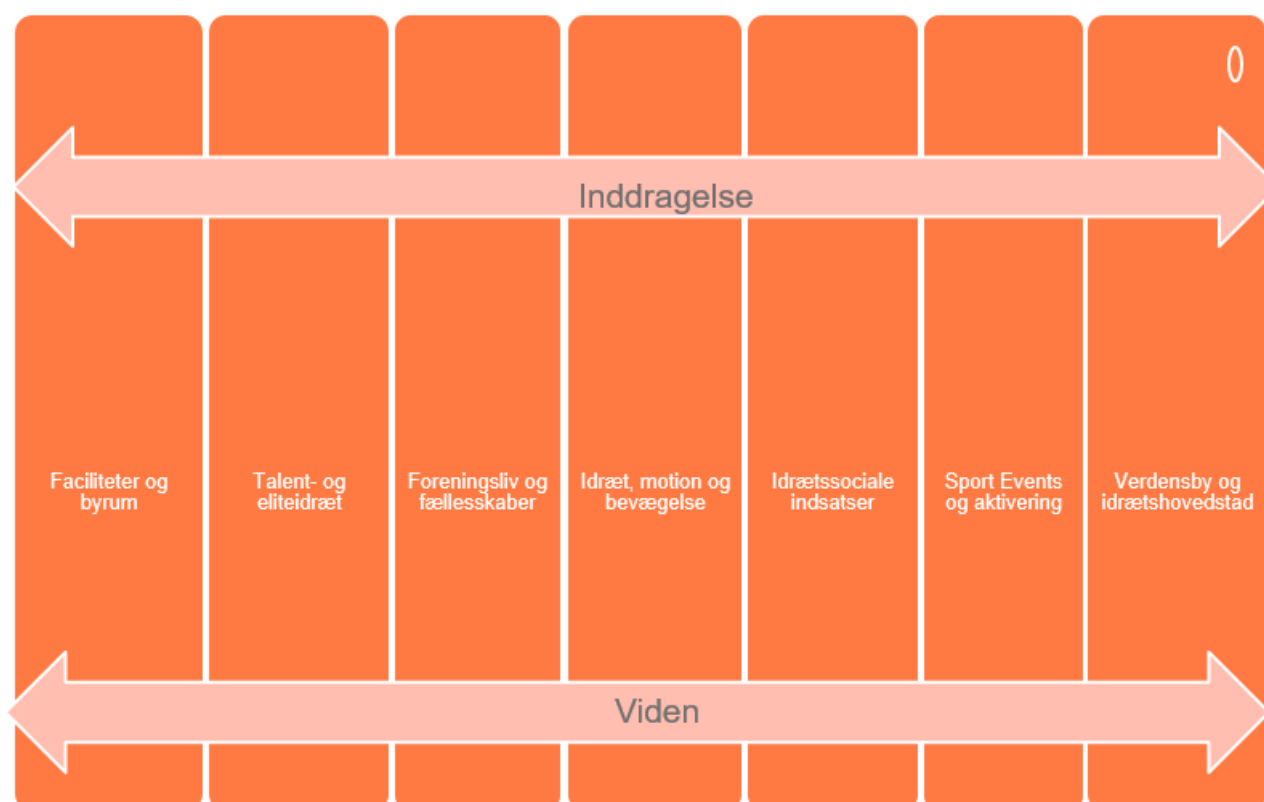 Inddragelse
Faciliteter og
byrum
Talent- og
eliteidræt
Foreningsliv og
fællesskaber
Idræt, motion og
bevægelse
Idrætssociale
indsatser
Sport Events
og aktivering
Verdensby og
idrætshovedstad
Viden